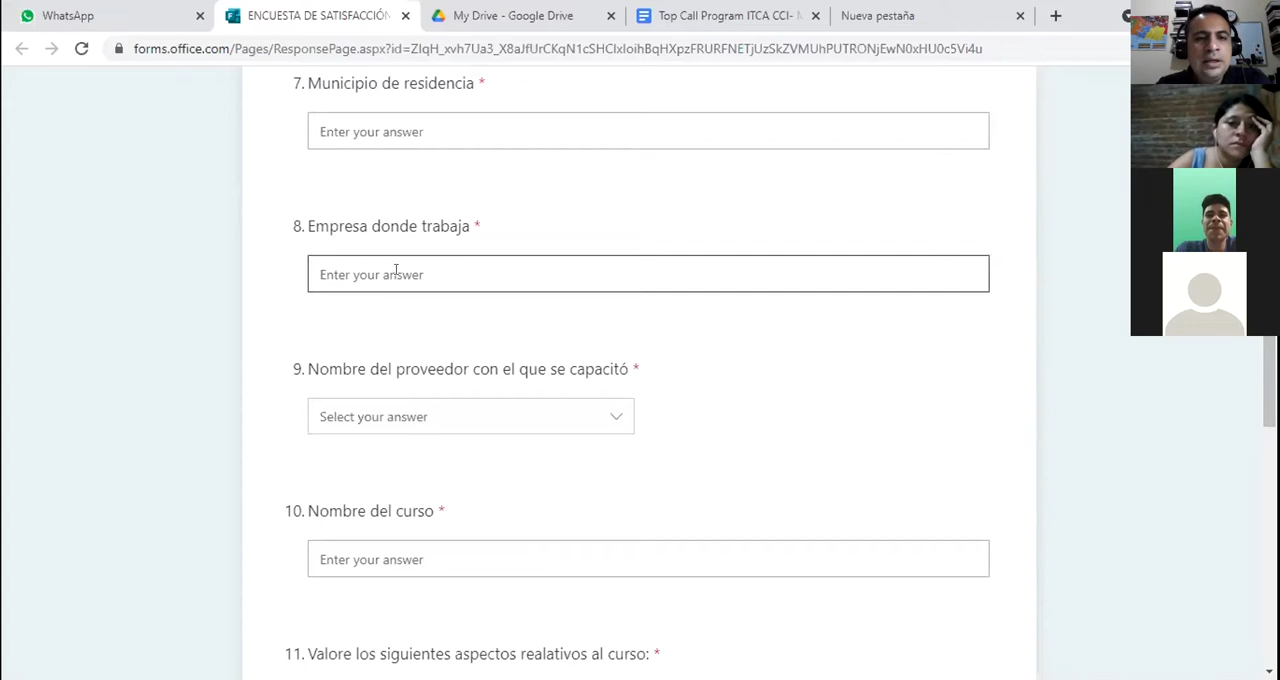 WhatsApp
ENCUESTA DE SATISFACCIÓN
My Drive - Google Drive
Top Call Program ITCA CCI- M
Nueva pestaña
forms.office.com/Pages/ResponsePage.aspx?id=ZIqH_xvh7Ua3_X8aJfUrCKqN1cSHClxIoihBqHXpzFRURFNETjUzSkZVMUhPUTRONjEwN0xHU0c5Vi4u
7. Municipio de residencia *
Enter your answer
8. Empresa donde trabaja *
Enter your answer
9. Nombre del proveedor con el que se capacitó *
Select your answer
10. Nombre del curso *
Enter your answer
11. Valore los siguientes aspectos realativos al curso: *